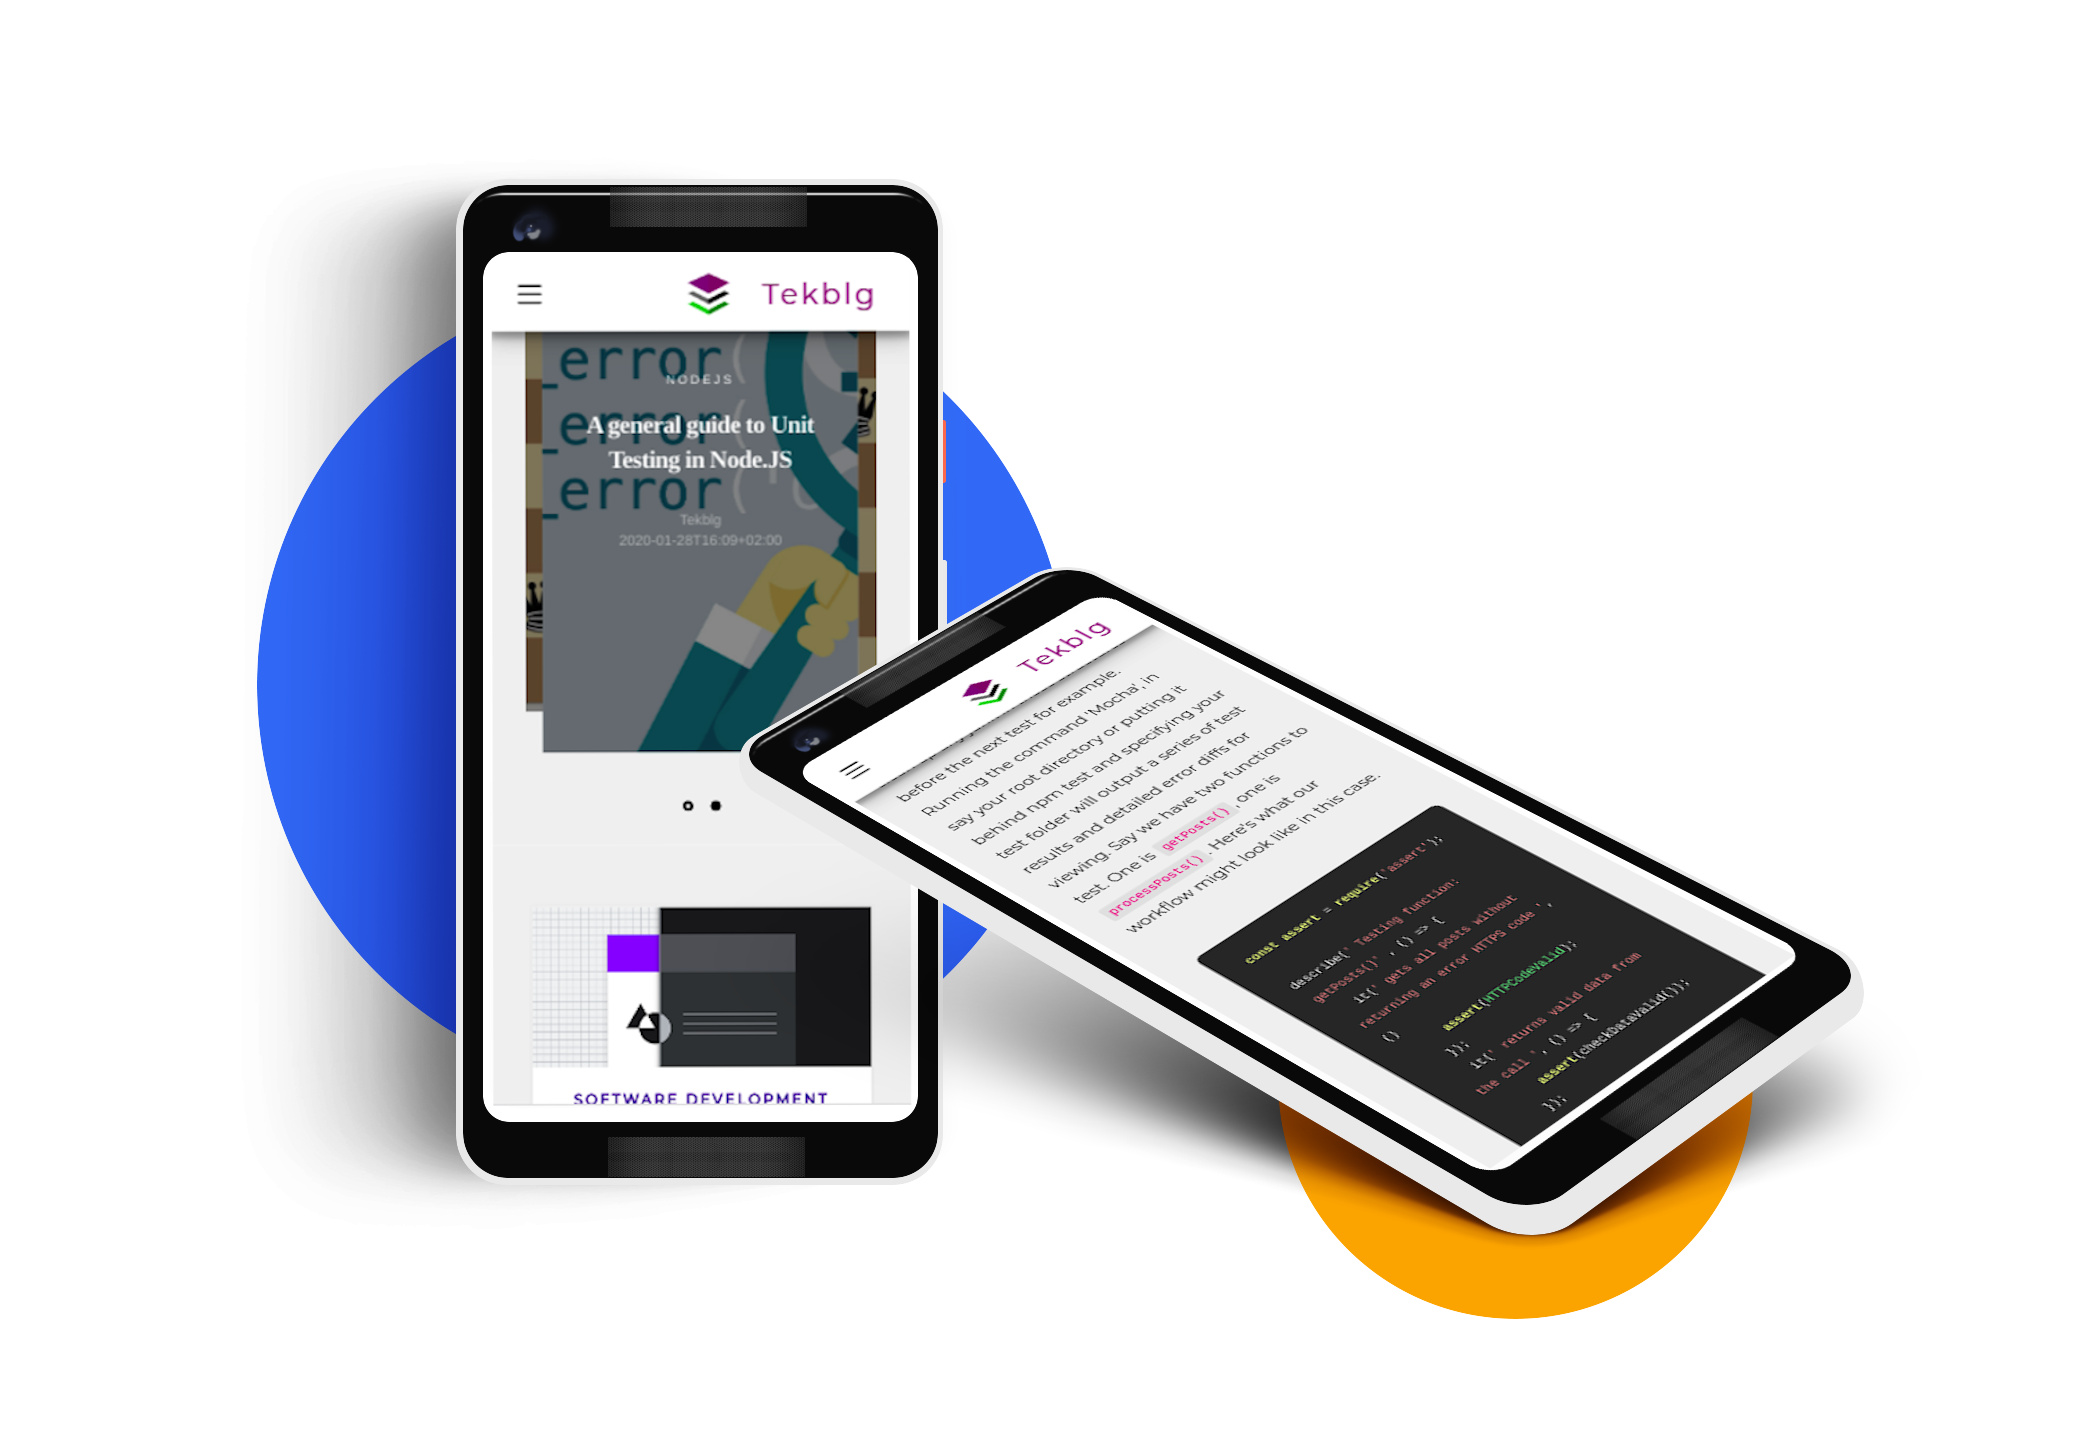 Tekblg
_error(
NODEJS
_error(
A general guide to Unit
Testing in Node.JS
_error("
Tekblg
2020-01-28T16:09+02:00
SOFTWARE DEVELOPMENT
Tekblg
before the next test for example.
Running the command 'Mocha', in
say your root directory or putting it
behind npm test and specifying your
test folder will output a series of test
results and detailed error diffs for
viewing. Say we have two functions to
test. One is getPosts() , one is
processPosts() . Here's what our
workflow might look like in this case.
const assert = require('assert');
describe(' Testing function:
getPosts()' , () => {
it(' gets all posts without
returning an error HTTPS code ',
()
assert(HTTPCodeValid);
});
it(' returns valid data from
the call ', () => {
assert(checkDataValid());
});